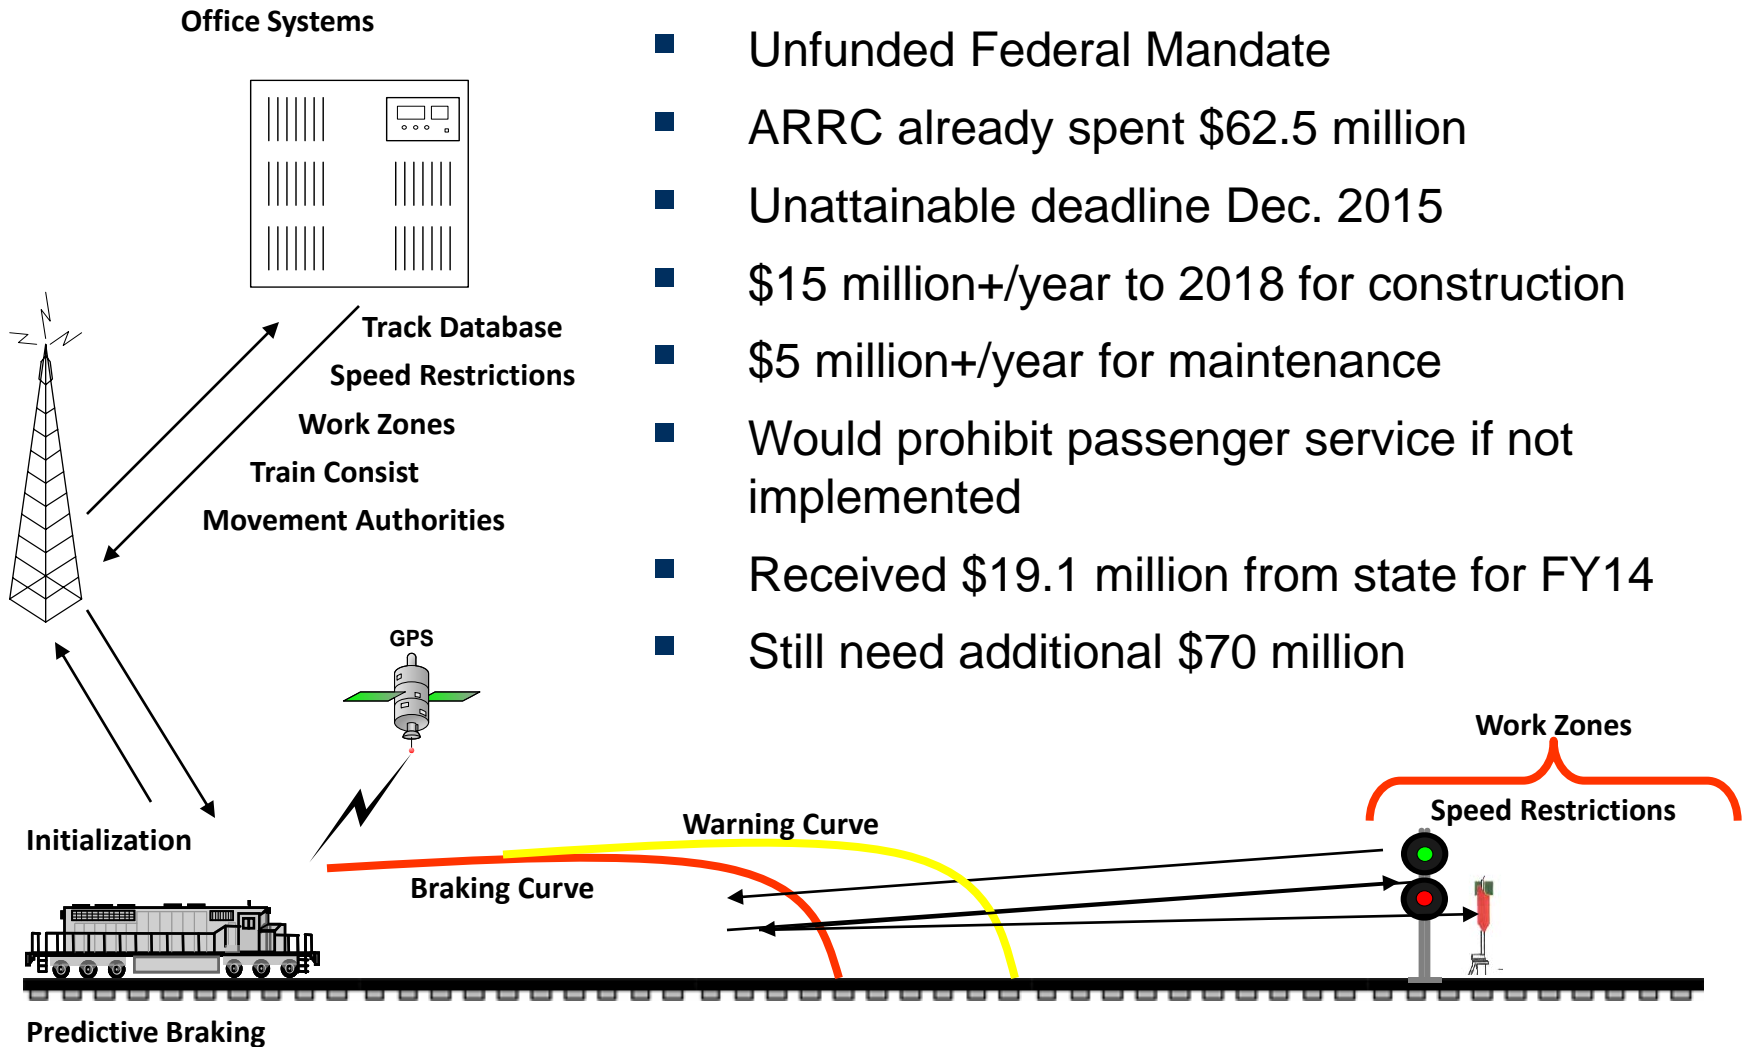 Office Systems
Unfunded Federal Mandate
ARRC already spent $62.5 million
Unattainable deadline Dec. 2015
$15 million+/year to 2018 for construction
$5 million+/year for maintenance
Would prohibit passenger service if not
implemented
Received $19.1 million from state for FY14
Still need additional $70 million
Track Database
Speed Restrictions
Work Zones
Train Consist
Movement Authorities
GPS
Work Zones
Speed Restrictions
Warning Curve
Initialization
Braking Curve
Predictive Braking